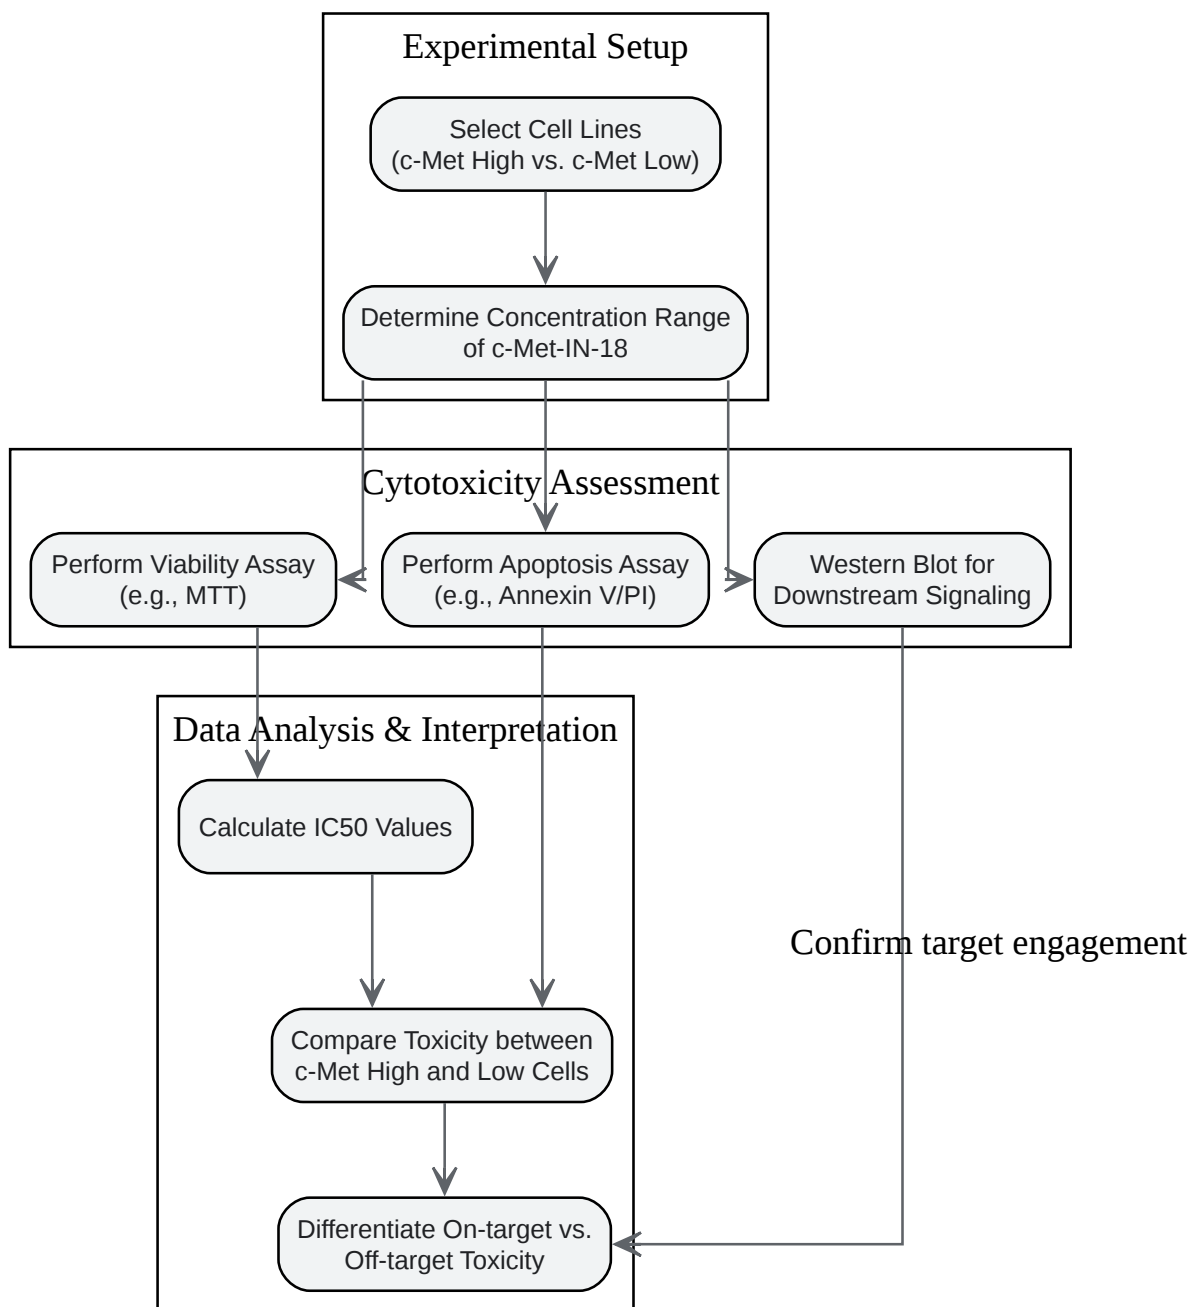 Experimental Setup
Select Cell Lines
(c-Met High vs. c-Met Low)
Determine Concentration Range
of c-Met-IN-18
Cytotoxicity Assessment
Perform Viability Assay
(e.g., MTT)
Perform Apoptosis Assay
(e.g., Annexin V/PI)
Western Blot for
Downstream Signaling
Data Analysis & Interpretation
Calculate IC50 Values
Confirm target engagement
Compare Toxicity between
c-Met High and Low Cells
Differentiate On-target vs.
Off-target Toxicity